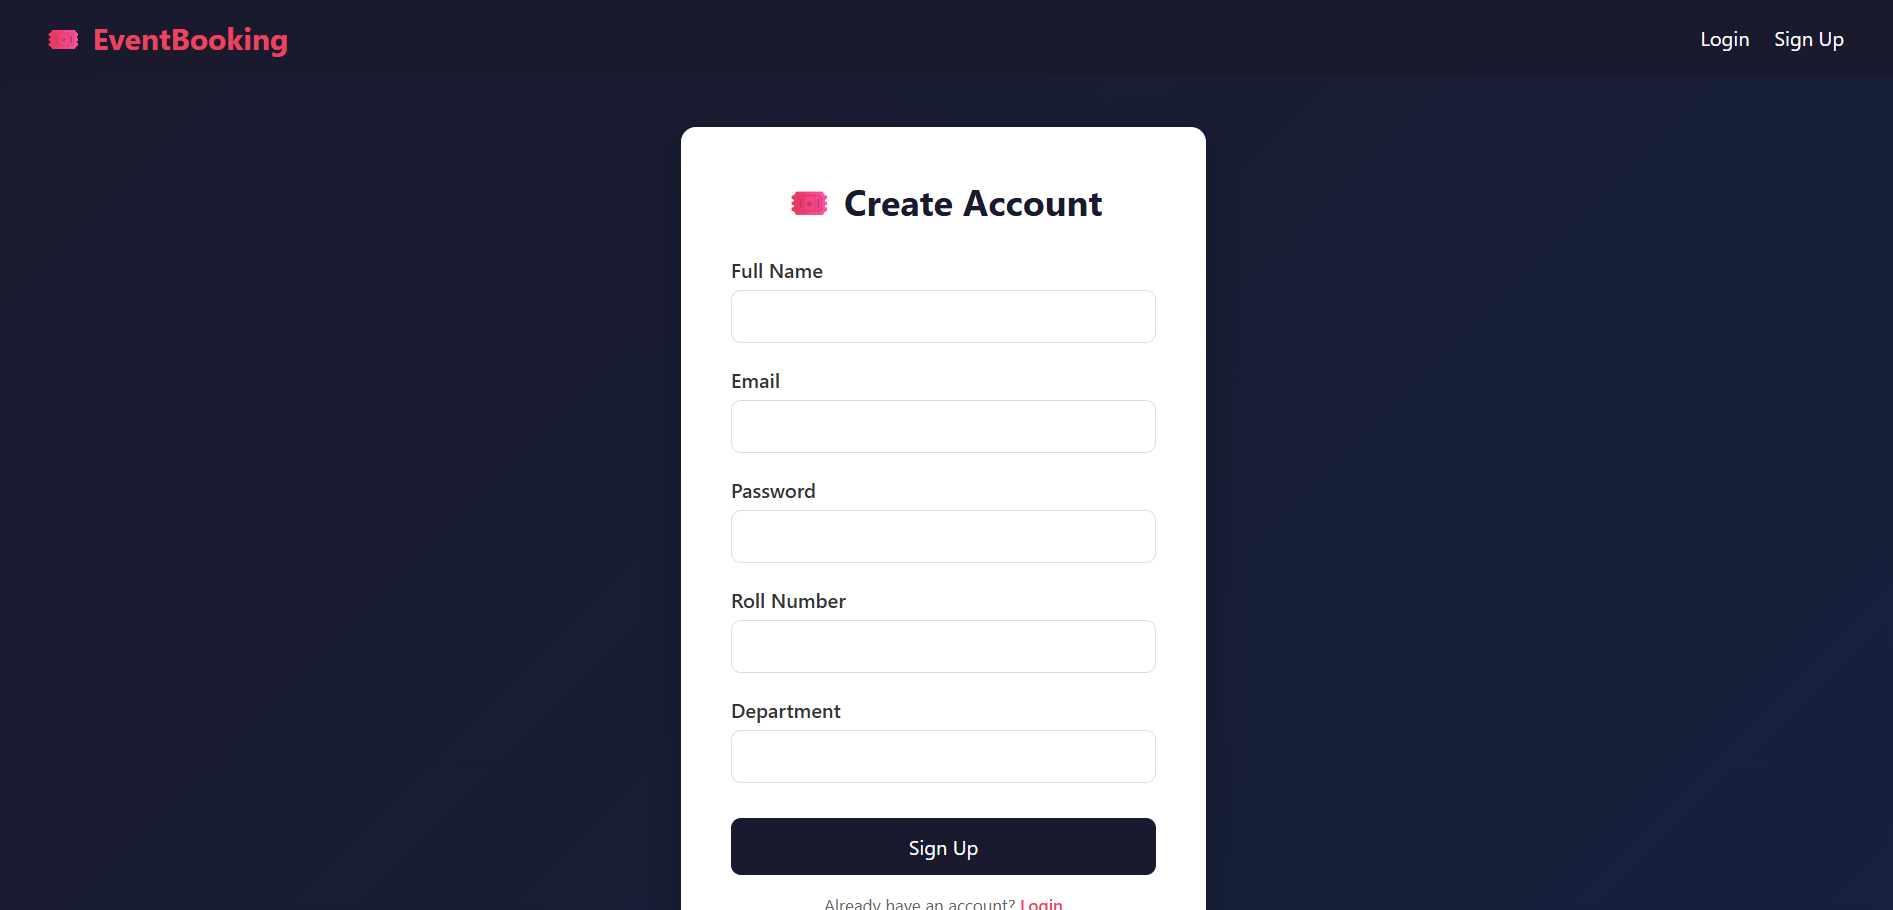 EventBooking
Login
Sign Up
Create Account
Full Name
Email
Password
Roll Number
Department
Sign Up
Already have an account? Login